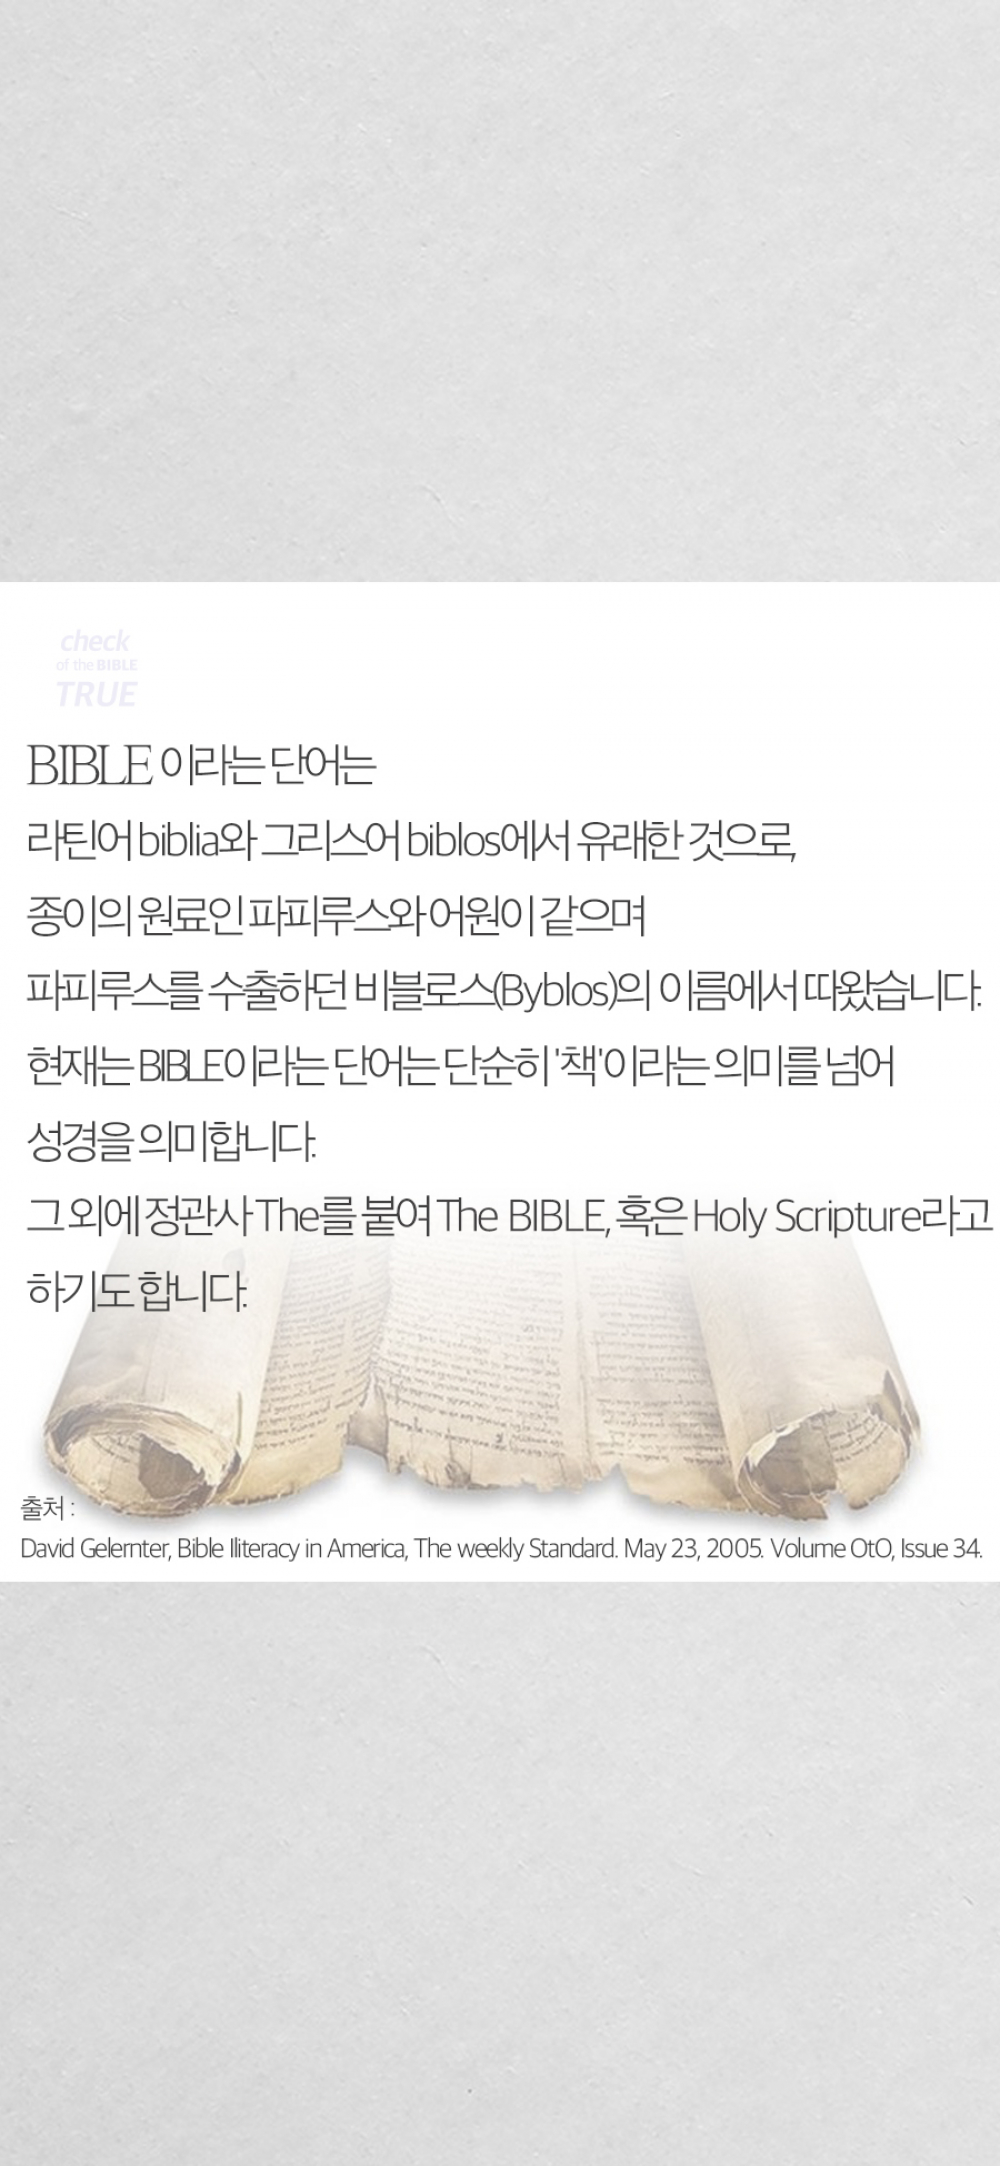 check
of the BIBLE
TRUE
BIBLE 이라는 단어는
라틴어 biblia와 그리스어 biblos에서 유래한 것으로,
종이의 원료인 파피루스와 어원이 같으며
파피루스를 수출하던 비블로스(Byblos)의 이름에서 따왔습니다.
현재는 BIBLE이라는 단어는 단순히 '책'이라는 의미를 넘어
성경을 의미합니다.
그 외에 정관사 The를 붙여 The BIBLE, 혹은 Holy Scripture라고
하기도 합니다.
출처 :
David Gelernter, Bible Iliteracy in America, The weekly Standard. May 23, 2005. Volume OtO, Issue 34.